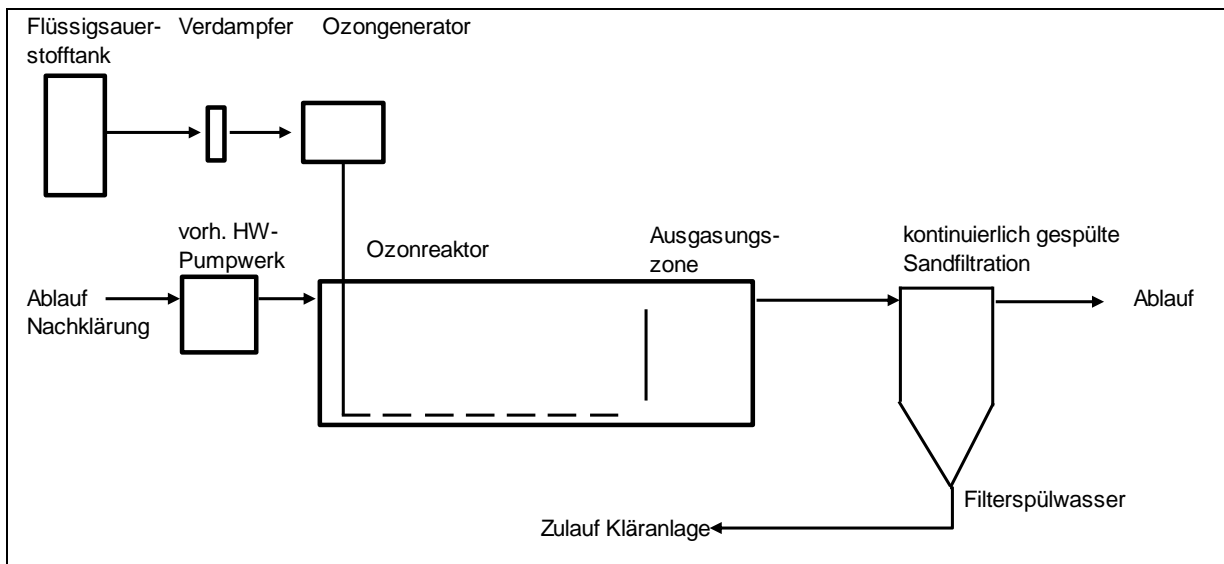 Flüssigsauer-
stofftank
Verdampfer
Ozongenerator
vorh. HW-
Pumpwerk
Ozonreaktor
Ausgasungs-
zone
kontinuierlich gespülte
Sandfiltration
Ablauf
Nachklärung
Ablauf
Filterspülwasser
Zulauf Kläranlage